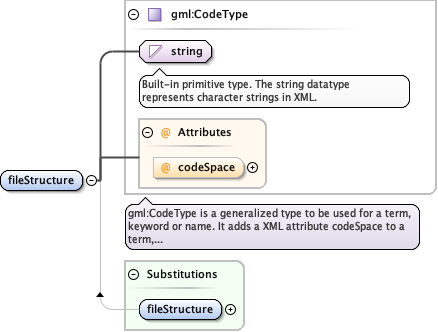 gml:CodeType
string
Built-in primitive type. The string datatype
represents character strings in XML.
@ Attributes
@ codeSpace
fileStructure
gml:CodeType is a generalized type to be used for a term,
keyword or name. It adds a XML attribute codeSpace to a
term,...
Substitutions
fileStructure